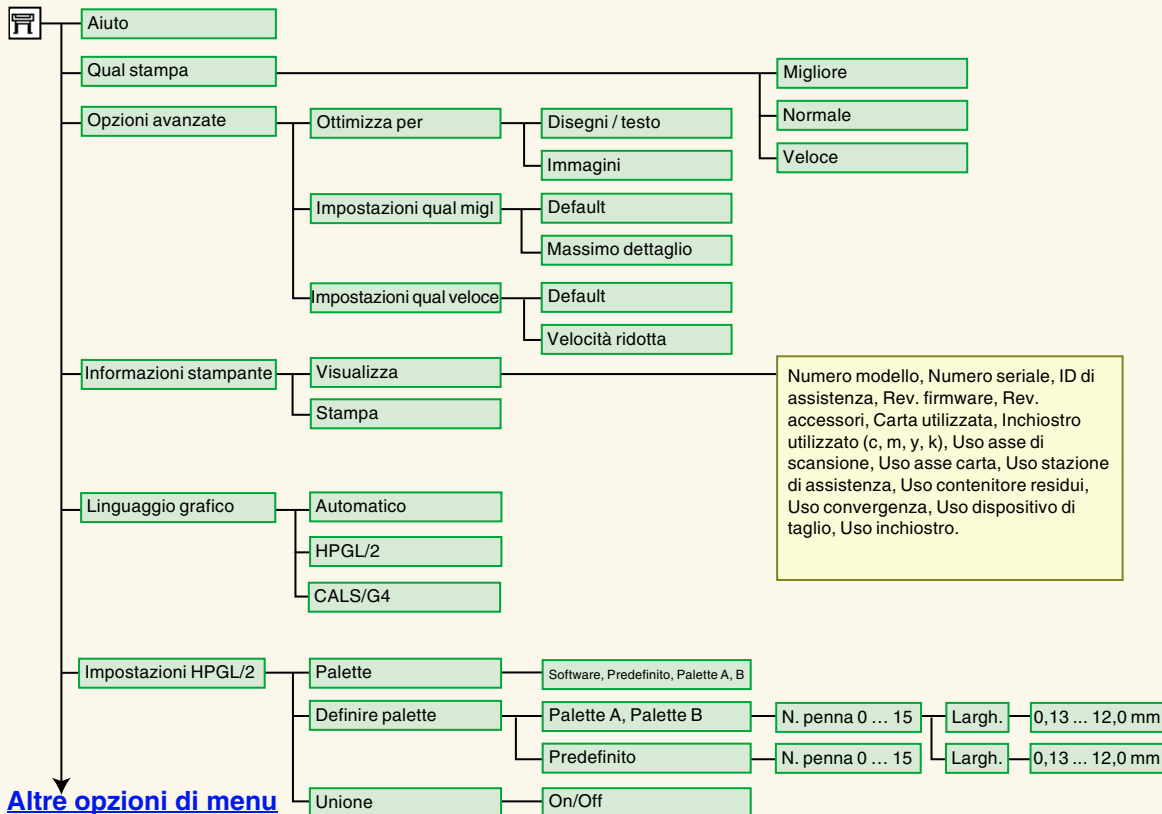 Aiuto
Qual stampa
Migliore
Normale
Veloce
Opzioni avanzate
Ottimizza per
Disegni / testo
Immagini
Impostazioni qual migl
Default
Massimo dettaglio
Impostazioni qual veloce
Default
Velocità ridotta
Informazioni stampante
Visualizza
Stampa
Numero modello, Numero seriale, ID di
assistenza, Rev. firmware, Rev.
accessori, Carta utilizzata, Inchiostro
utilizzato (c, m, y, k), Uso asse di
scansione, Uso asse carta, Uso stazione
di assistenza, Uso contenitore residui,
Uso convergenza, Uso dispositivo di
taglio, Uso inchiostro.
Linguaggio grafico
Automatico
HPGL/2
CALS/G4
Impostazioni HPGL/2
Palette
Software, Predefinito, Palette A, B
Definire palette
Palette A, Palette B
N. penna 0 ... 15
Largh.
0,13 ... 12,0 mm
Predefinito
N. penna 0 ... 15
Largh.
0,13 ... 12,0 mm
Unione
On/Off
Altre opzioni di menu